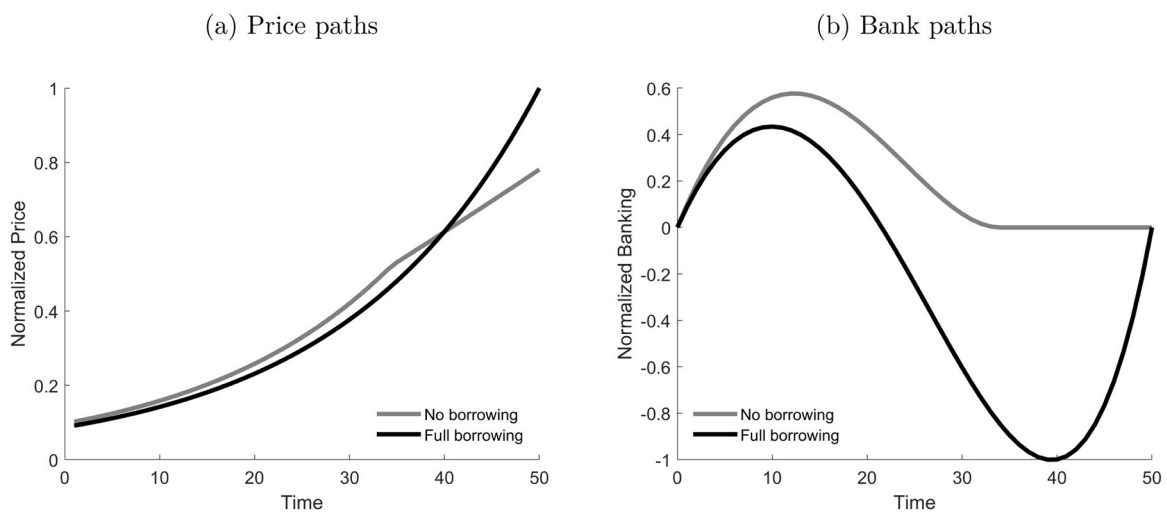 (a) Price paths
1
0.8
0.6
0.4
0.2
0
Normalized Price
0 10 20 30 40 50
Time
No borrowing
Full borrowing
(b) Bank paths
0.6
0.4
0.2
0
-0.2
-0.4
-0.6
-0.8
-1
Normalized Banking
0 10 20 30 40 50
Time
No borrowing
Full borrowing